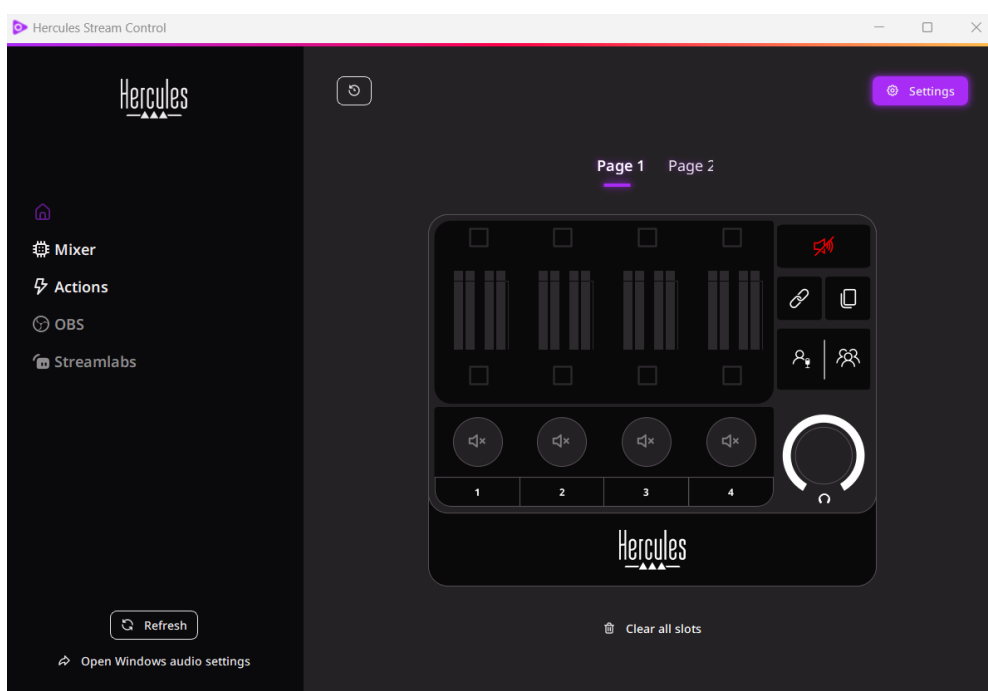 Hercules Stream Control
Hercules
Settings
Page 1 Page 2
Mixer
Actions
OBS
Streamlabs
1 2 3 4
Hercules
Refresh
Clear all slots
Open Windows audio settings